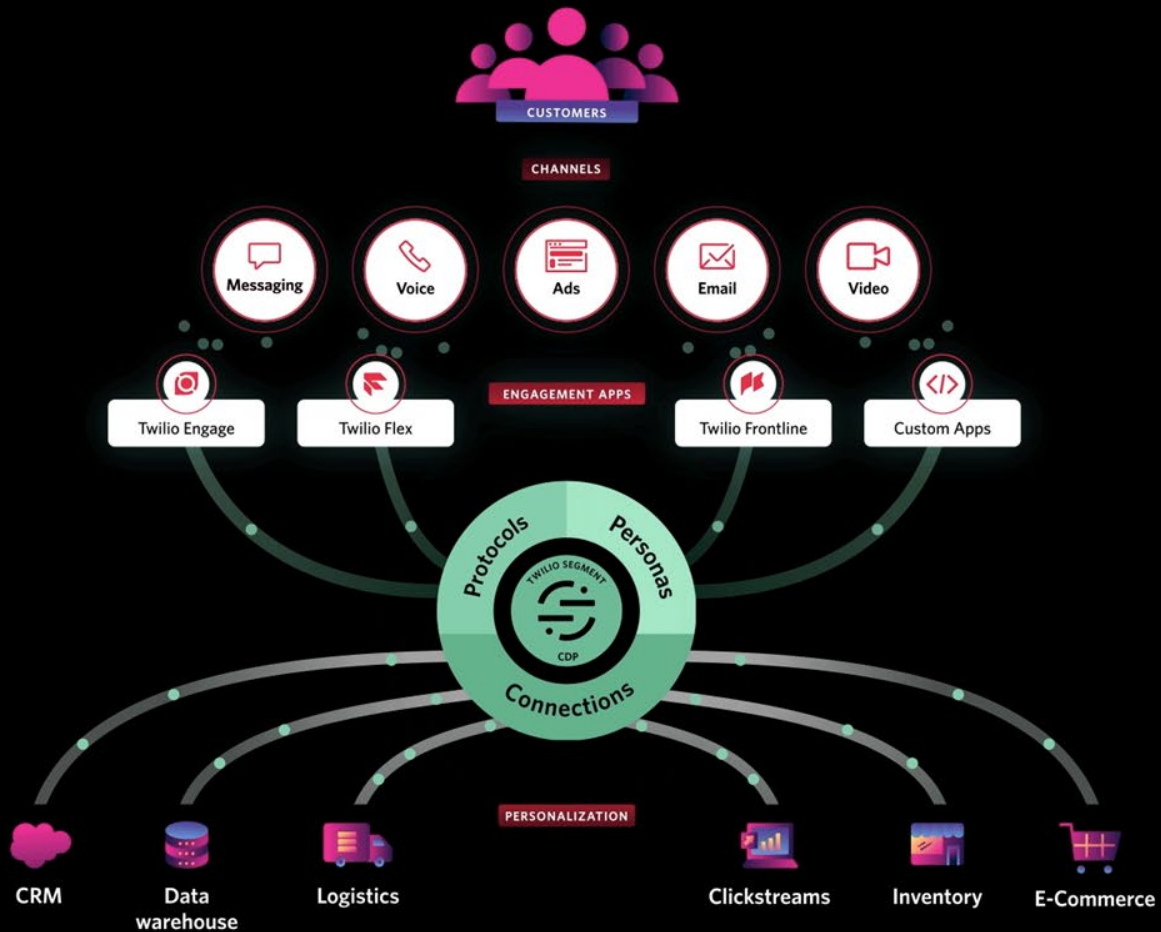 CUSTOMERS
CHANNELS
Messaging
Voice
Ads
Email
Video
ENGAGEMENT APPS
Twilio Engage
Twilio Flex
Twilio Frontline
Custom Apps
Protocols
Personas
TWILIO SEGMENT
CDP
Connections
PERSONALIZATION
CRM
Data
warehouse
Logistics
Clickstreams
Inventory
E-Commerce